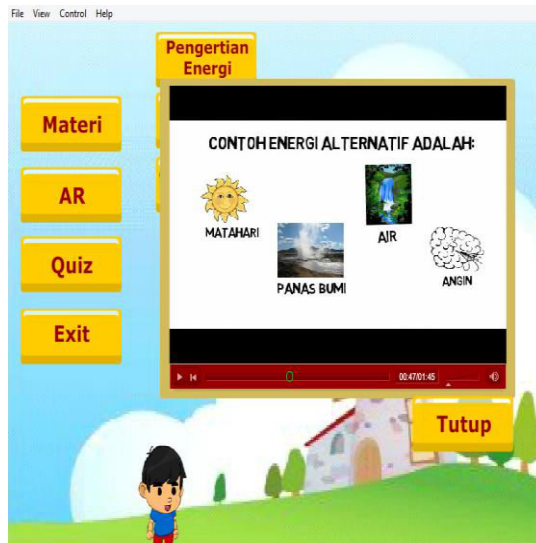 File View Control Help
Pengertian
Energi
Materi
AR
Quiz
Exit
CONTOH ENERGI ALTERNATIF ADALAH:
MATAHARI
AIR
PANAS BUMI
ANGIN
00:47/01:45
Tutup